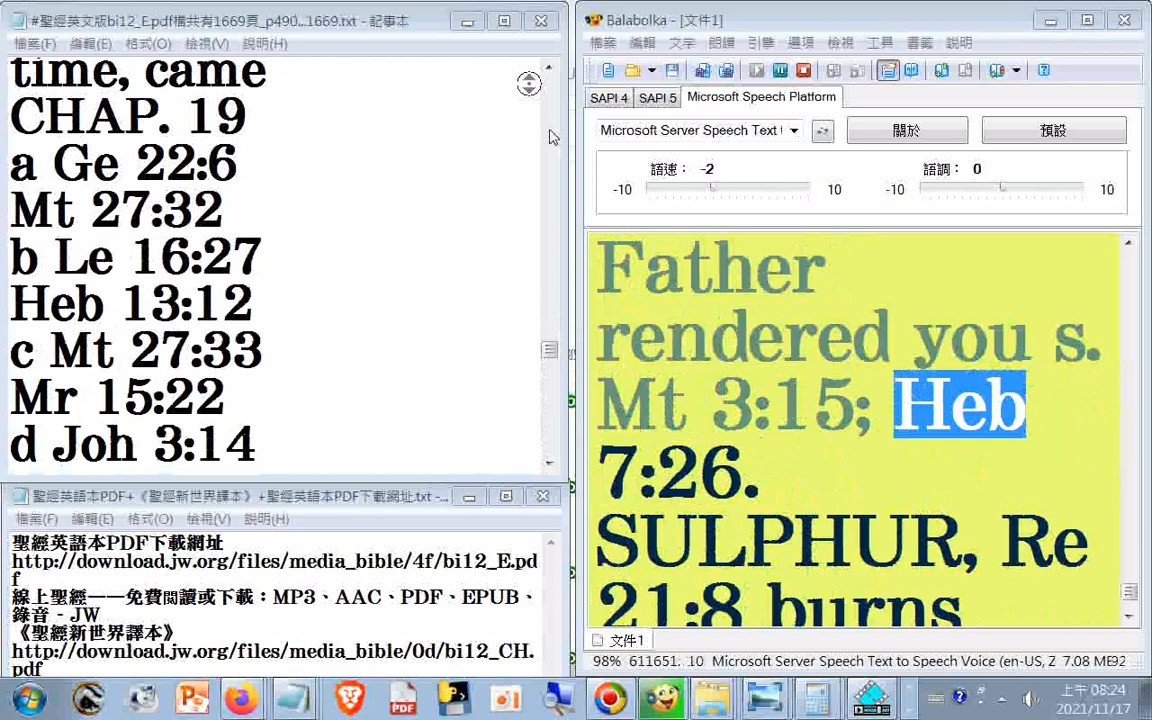 #聖經英文版bi12_E.pdf橫共有1669頁_p490...1669.txt - 記事本
檔案(F) 編輯(E) 格式(O) 檢視(V) 說明(H)
time, came
CHAP. 19
a Ge 22:6
Mt 27:32
b Le 16:27
Heb 13:12
c Mt 27:33
Mr 15:22
d Joh 3:14
聖經英語本PDF+《聖經新世界譯本》+聖經英語本PDF下載網址.txt -...
檔案(F) 編輯(E) 格式(O) 檢視(V) 說明(H)
聖經英語本PDF下載網址
http://download.jw.org/files/media_bible/4f/bi12_E.pd
f
線上聖經——免費閱讀或下載：MP3、AAC、PDF、EPUB、
錄音 - JW
《聖經新世界譯本》
http://download.jw.org/files/media_bible/0d/bi12_CH.
pdf
Balabolka - [文件1]
檔案 編輯 文字 朗讀 引擎 選項 檢視 工具 書籤 說明
SAPI 4 SAPI 5 Microsoft Speech Platform
Microsoft Server Speech Text 關於 預設
語速： -2 語調： 0
-10 10 -10 10
Father
rendered you s.
Mt 3:15; Heb
7:26.
SULPHUR, Re
21:8 burns
文件1
98% 611651. 10 Microsoft Server Speech Text to Speech Voice (en-US, Z 7.08 ME92
PDF
上午 08:24
2021/11/17